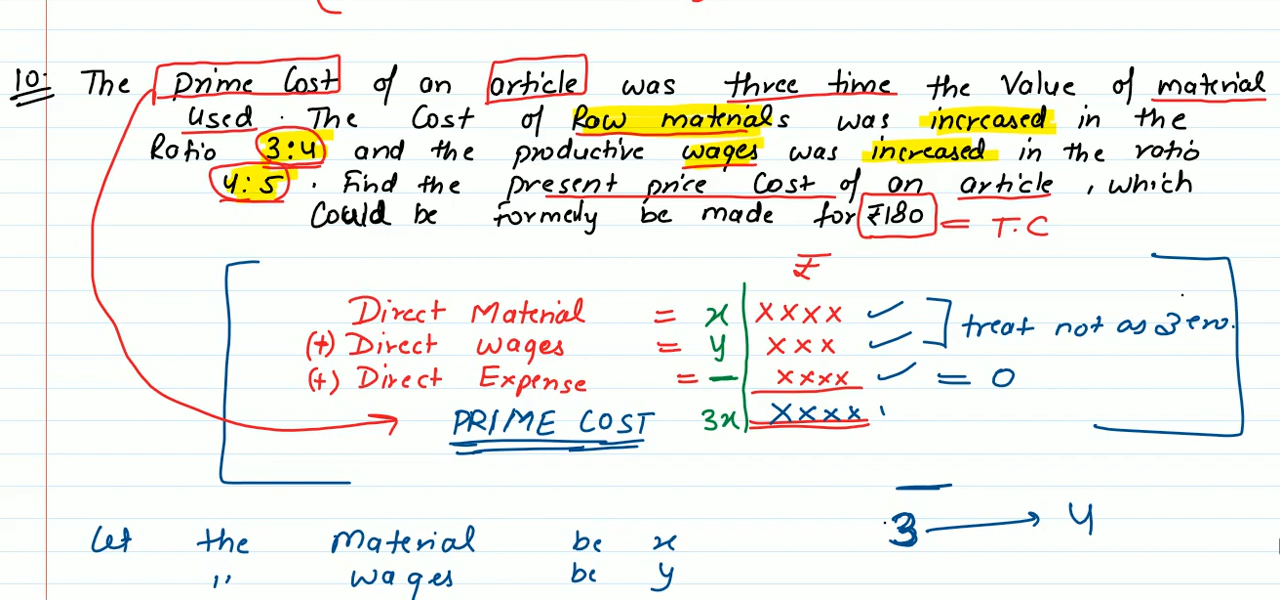 10: The Prime Cost of an article was three time the Value of material
used. The Cost of Row materials was increased in the
Ratio 3:4 and the productive wages was increased in the ratio
4:5. Find the present price Cost of an article, which
Could be formely be made for ₹180 = T.C
₹
Direct Material = x xxxx ✓ treat not as Zero.
(+) Direct wages = y xxx ✓
(+) Direct Expense = — xxxx ✓ = 0
PRIME COST 3x xxxx
3 → 4
Let the Material be x
" wages be y